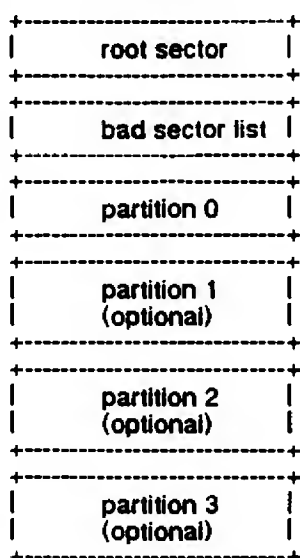 root sector
bad sector list
partition 0
partition 1
(optional)
partition 2
(optional)
partition 3
(optional)